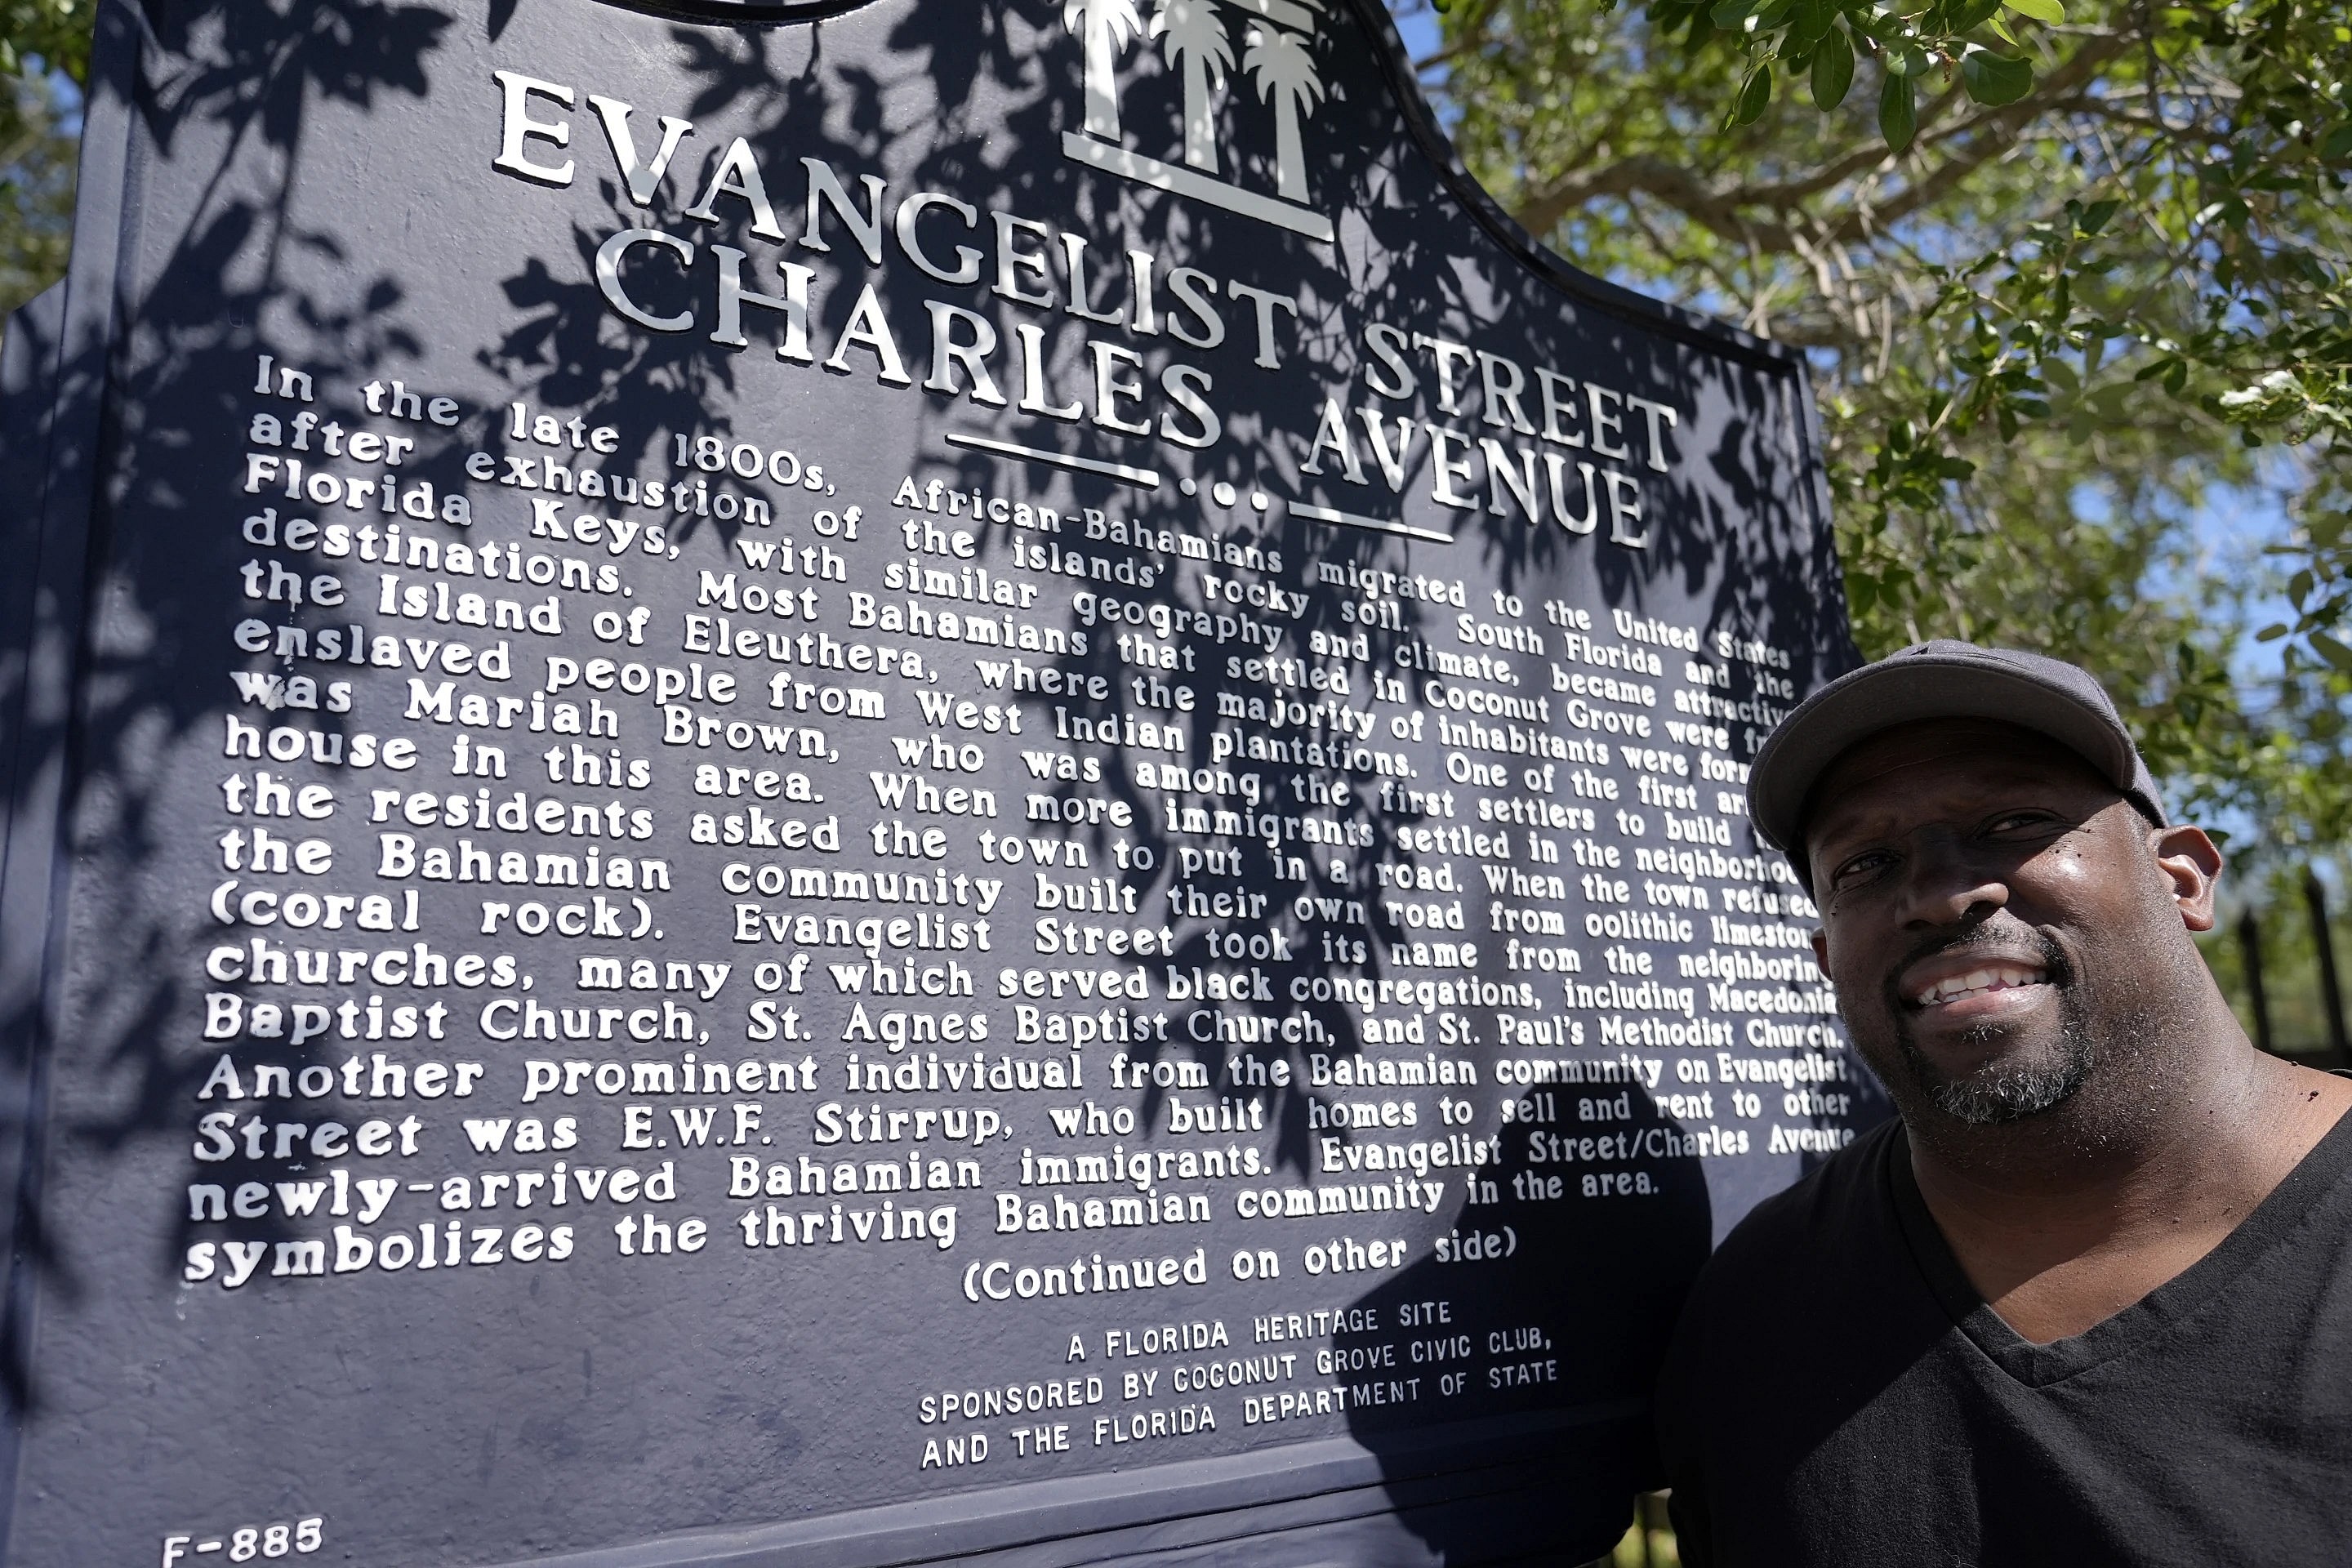 EVANGELIST STREET
CHARLES AVENUE
In the late 1800s, African-Bahamians migrated to the United States
after exhaustion of the islands' rocky soil. South Florida and the
Florida Keys, with similar geography and climate, became attractive
destinations. Most Bahamians that settled in Coconut Grove were
the Island of Eleuthera, where the majority of inhabitants were
enslaved people from West Indian plantations. One of the first
was Mariah Brown, who was among the first settlers to build
house in this area. When more immigrants settled in the
the residents asked the town to put in a road. When the town refused
the Bahamian community built their own road from oolithic
(coral rock). Evangelist Street took its name from the neighboring
churches, many of which served black congregations, including Macedonia
Baptist Church, St. Agnes Baptist Church, and St. Paul's Methodist Church.
Another prominent individual from the Bahamian community on Evangelist
Street was E.W.F. Stirrup, who built homes to sell and rent to other
newly-arrived Bahamian immigrants. Evangelist Street/Charles Avenue
symbolizes the thriving Bahamian community in the area.
(Continued on other side)
A FLORIDA HERITAGE SITE
SPONSORED BY COCONUT GROVE CIVIC CLUB,
AND THE FLORIDA DEPARTMENT OF STATE
F-885